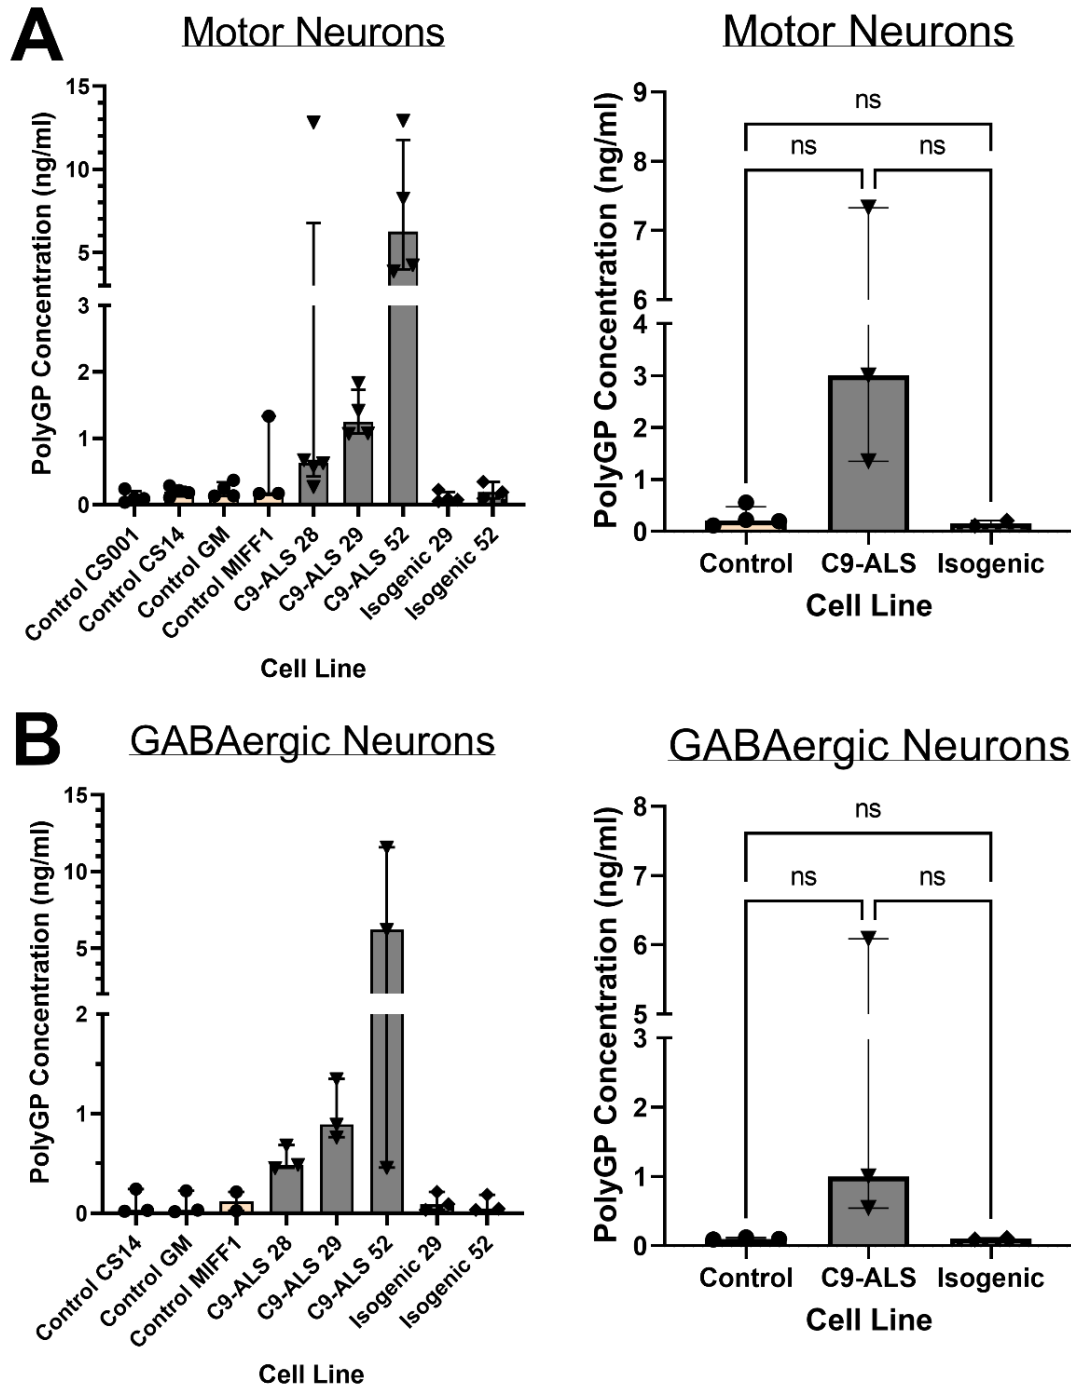 A
Motor Neurons
PolyGP Concentration (ng/ml)
15
10
5
3
2
1
0
Control CS001
Control CS14
Control GM
Control MIFF1
C9-ALS 28
C9-ALS 29
C9-ALS 52
Isogenic 29
Isogenic 52
Cell Line
Motor Neurons
PolyGP Concentration (ng/ml)
9
8
7
6
4
3
2
1
0
ns
ns
ns
Control
C9-ALS
Isogenic
Cell Line
B
GABAergic Neurons
PolyGP Concentration (ng/ml)
15
10
5
2
1
0
Control CS14
Control GM
Control MIFF1
C9-ALS 28
C9-ALS 29
C9-ALS 52
Isogenic 29
Isogenic 52
Cell Line
GABAergic Neurons
PolyGP Concentration (ng/ml)
8
7
6
5
3
2
1
0
ns
ns
ns
Control
C9-ALS
Isogenic
Cell Line